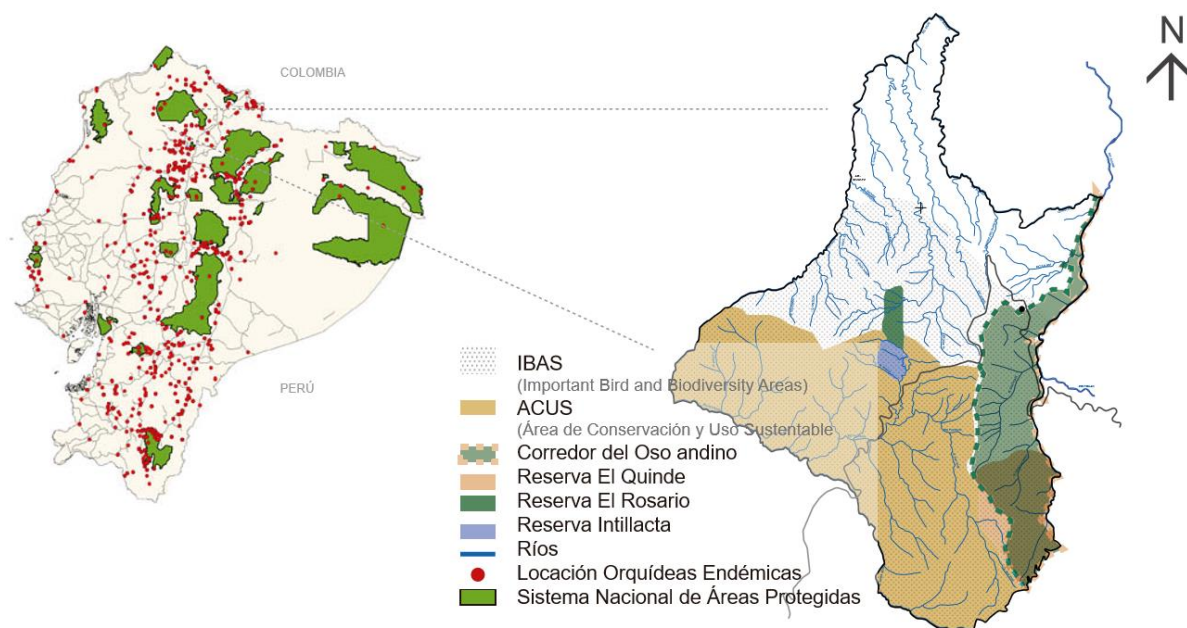 COLOMBIA
N
PERÚ
IBAS
(Important Bird and Biodiversity Areas)
ACUS
(Área de Conservación y Uso Sustentable
Corredor del Oso andino
Reserva El Quinde
Reserva El Rosario
Reserva Intillacta
Ríos
Locación Orquídeas Endémicas
Sistema Nacional de Áreas Protegidas